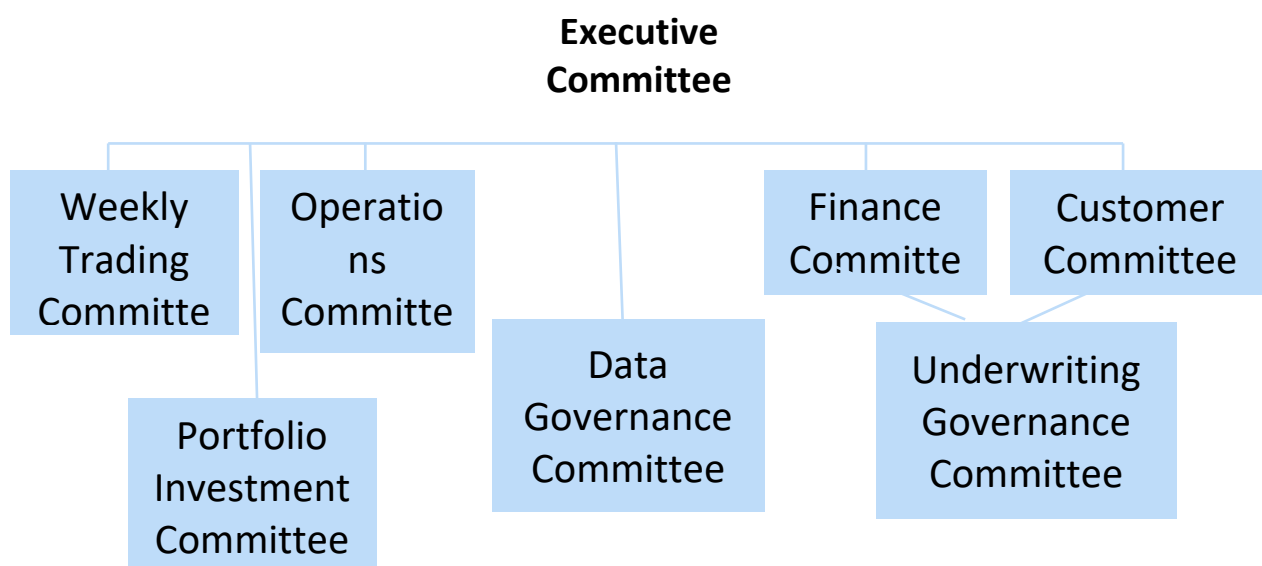 Executive
Committee
Weekly
Trading
Committe
Operatio
ns
Committe
Finance
Committe
Customer
Committee
Data
Governance
Committee
Underwriting
Governance
Committee
Portfolio
Investment
Committee